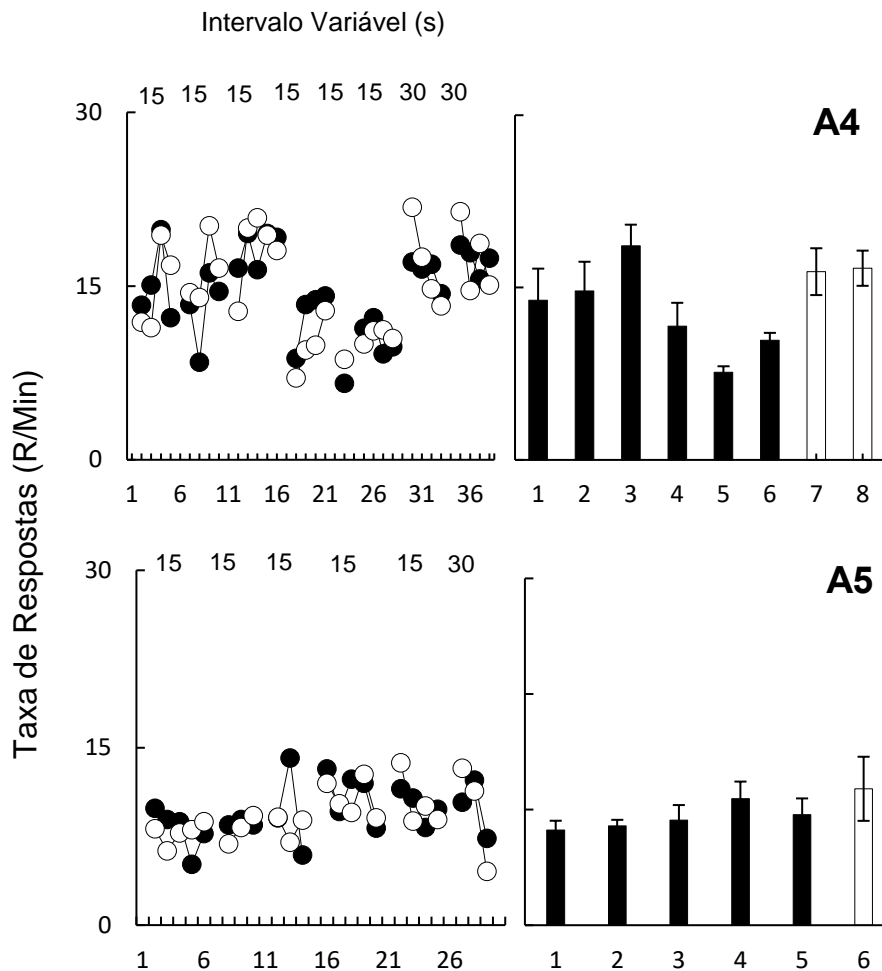 Intervalo Variável (s)
15 15 15 15 15 15 30 30
A4
30
15
0
1 6 11 16 21 26 31 36
1 2 3 4 5 6 7 8
Taxa de Respostas (R/Min)
15 15 15 15 15 30
A5
30
15
0
1 6 11 16 21 26
1 2 3 4 5 6